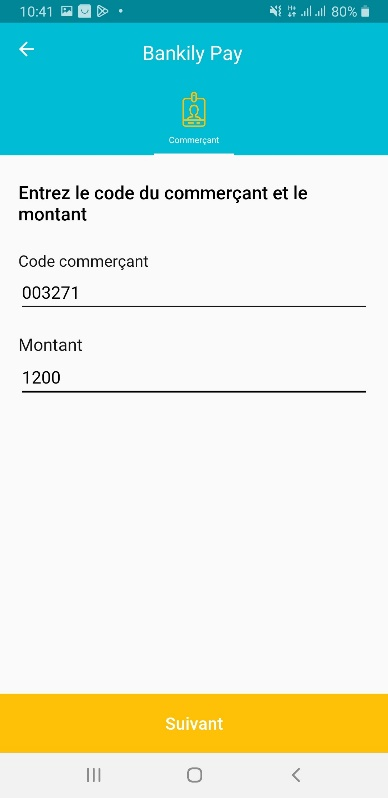 10:41
80%
Bankily Pay
Commerçant
Entrez le code du commerçant et le
montant
Code commerçant
003271
Montant
1200
Suivant